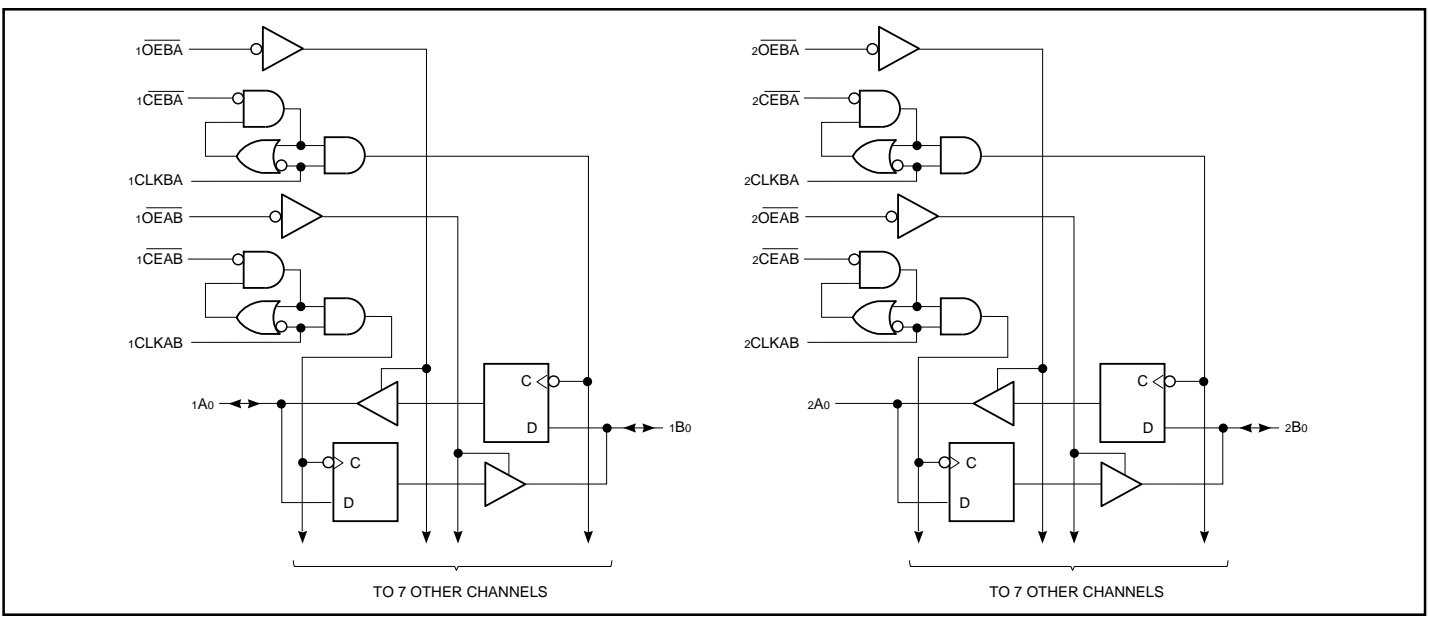 1OEBA
1CEBA
1CLKBA
1OEAB
1CEAB
1CLKAB
C
1A0
D
1B0
C
D
TO 7 OTHER CHANNELS
2OEBA
2CEBA
2CLKBA
2OEAB
2CEAB
2CLKAB
C
2A0
D
2B0
C
D
TO 7 OTHER CHANNELS